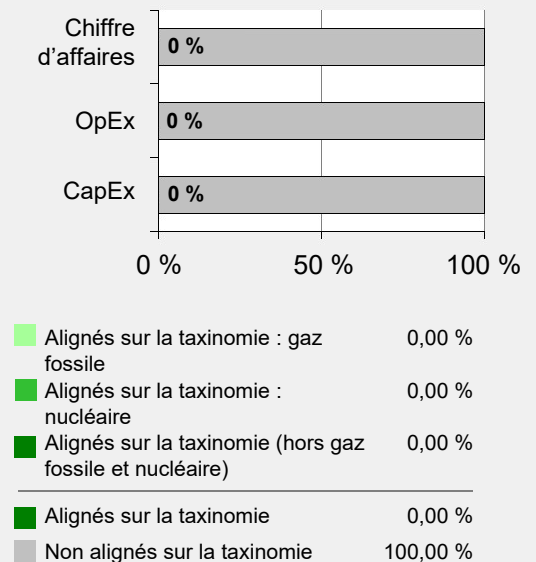 Chiffre
d’affaires
0 %
OpEx
0 %
CapEx
0 %
0 % 50 % 100 %
Alignés sur la taxinomie : gaz 0,00 %
fossile
Alignés sur la taxinomie : 0,00 %
nucléaire
Alignés sur la taxinomie (hors gaz 0,00 %
fossile et nucléaire)
Alignés sur la taxinomie 0,00 %
Non alignés sur la taxinomie 100,00 %